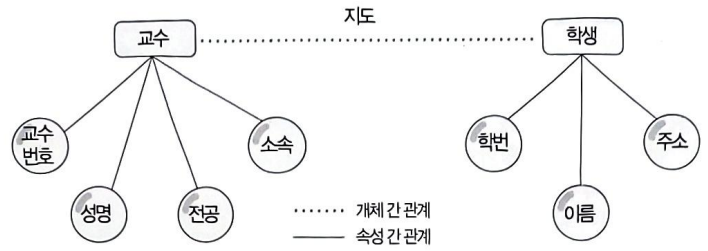 지도
교수
학생
교수
번호
성명
전공
소속
학번
이름
주소
개체 간 관계
속성 간 관계